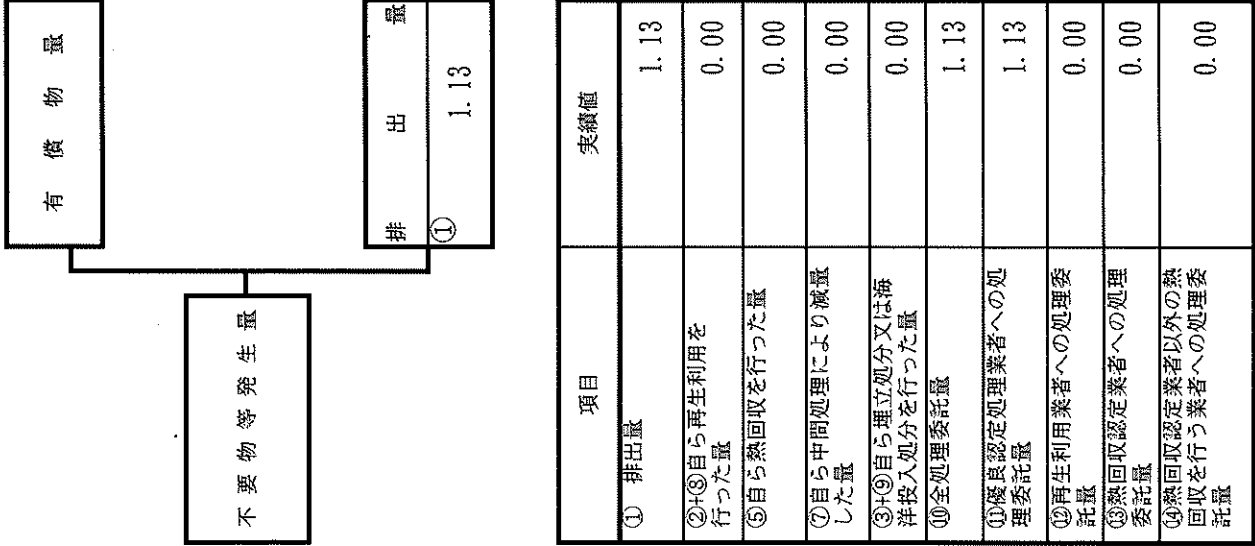 不要物等発生量
有償物量
排出量
① 1.13
項目 実績値
① 排出量 1.13
②+⑧自ら再生利用を
行った量 0.00
⑤自ら熱回収を行った量 0.00
⑦自ら中間処理により減量
した量 0.00
③+⑨自ら埋立処分又は海
洋投入処分を行った量 0.00
⑩全処理委託量 1.13
⑪優良認定処理業者への処
理委託量 1.13
⑫再生利用業者への処理委
託量 0.00
⑬熱回収認定業者への処理
委託量 0.00
⑭熱回収認定業者以外の熱
回収を行う業者への処理委
託量 0.00